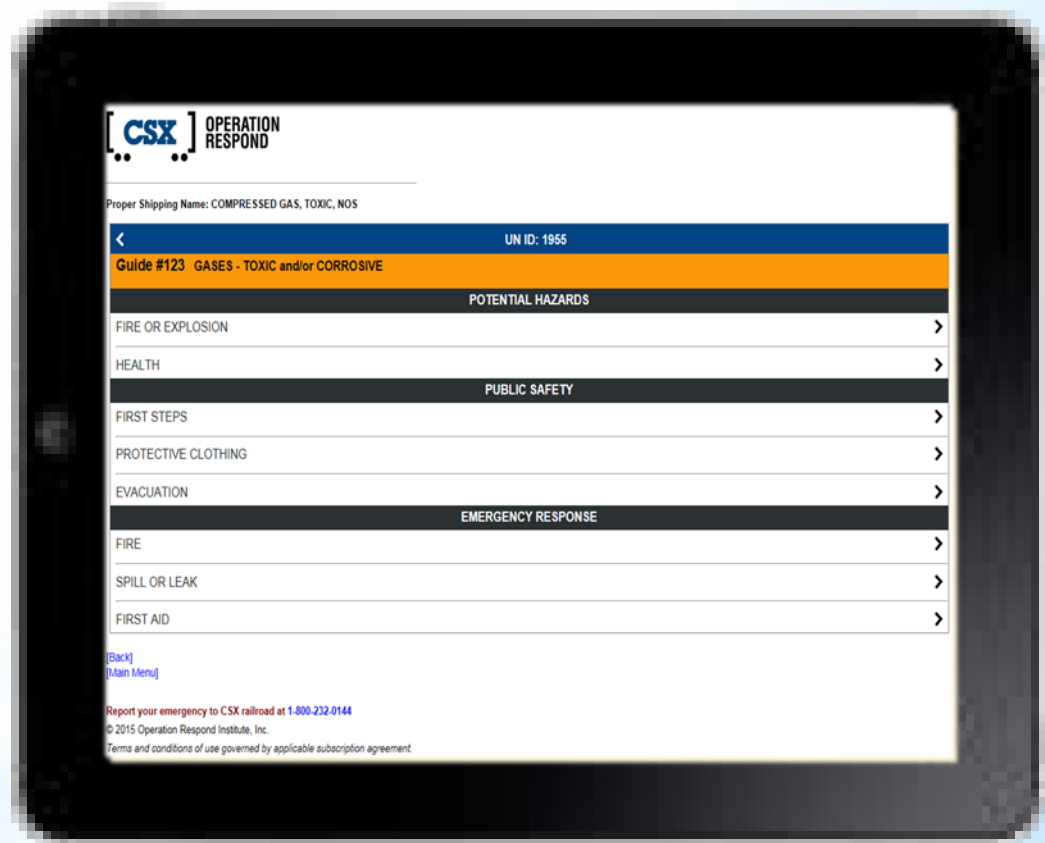 CSX OPERATION
RESPOND
Proper Shipping Name: COMPRESSED GAS, TOXIC, NOS
UN ID: 1955
Guide #123 GASES - TOXIC and/or CORROSIVE
POTENTIAL HAZARDS
FIRE OR EXPLOSION
HEALTH
PUBLIC SAFETY
FIRST STEPS
PROTECTIVE CLOTHING
EVACUATION
EMERGENCY RESPONSE
FIRE
SPILL OR LEAK
FIRST AID
[Back]
[Main Menu]
Report your emergency to CSX railroad at 1-800-232-0144
© 2015 Operation Respond Institute, Inc.
Terms and conditions of use governed by applicable subscription agreement.